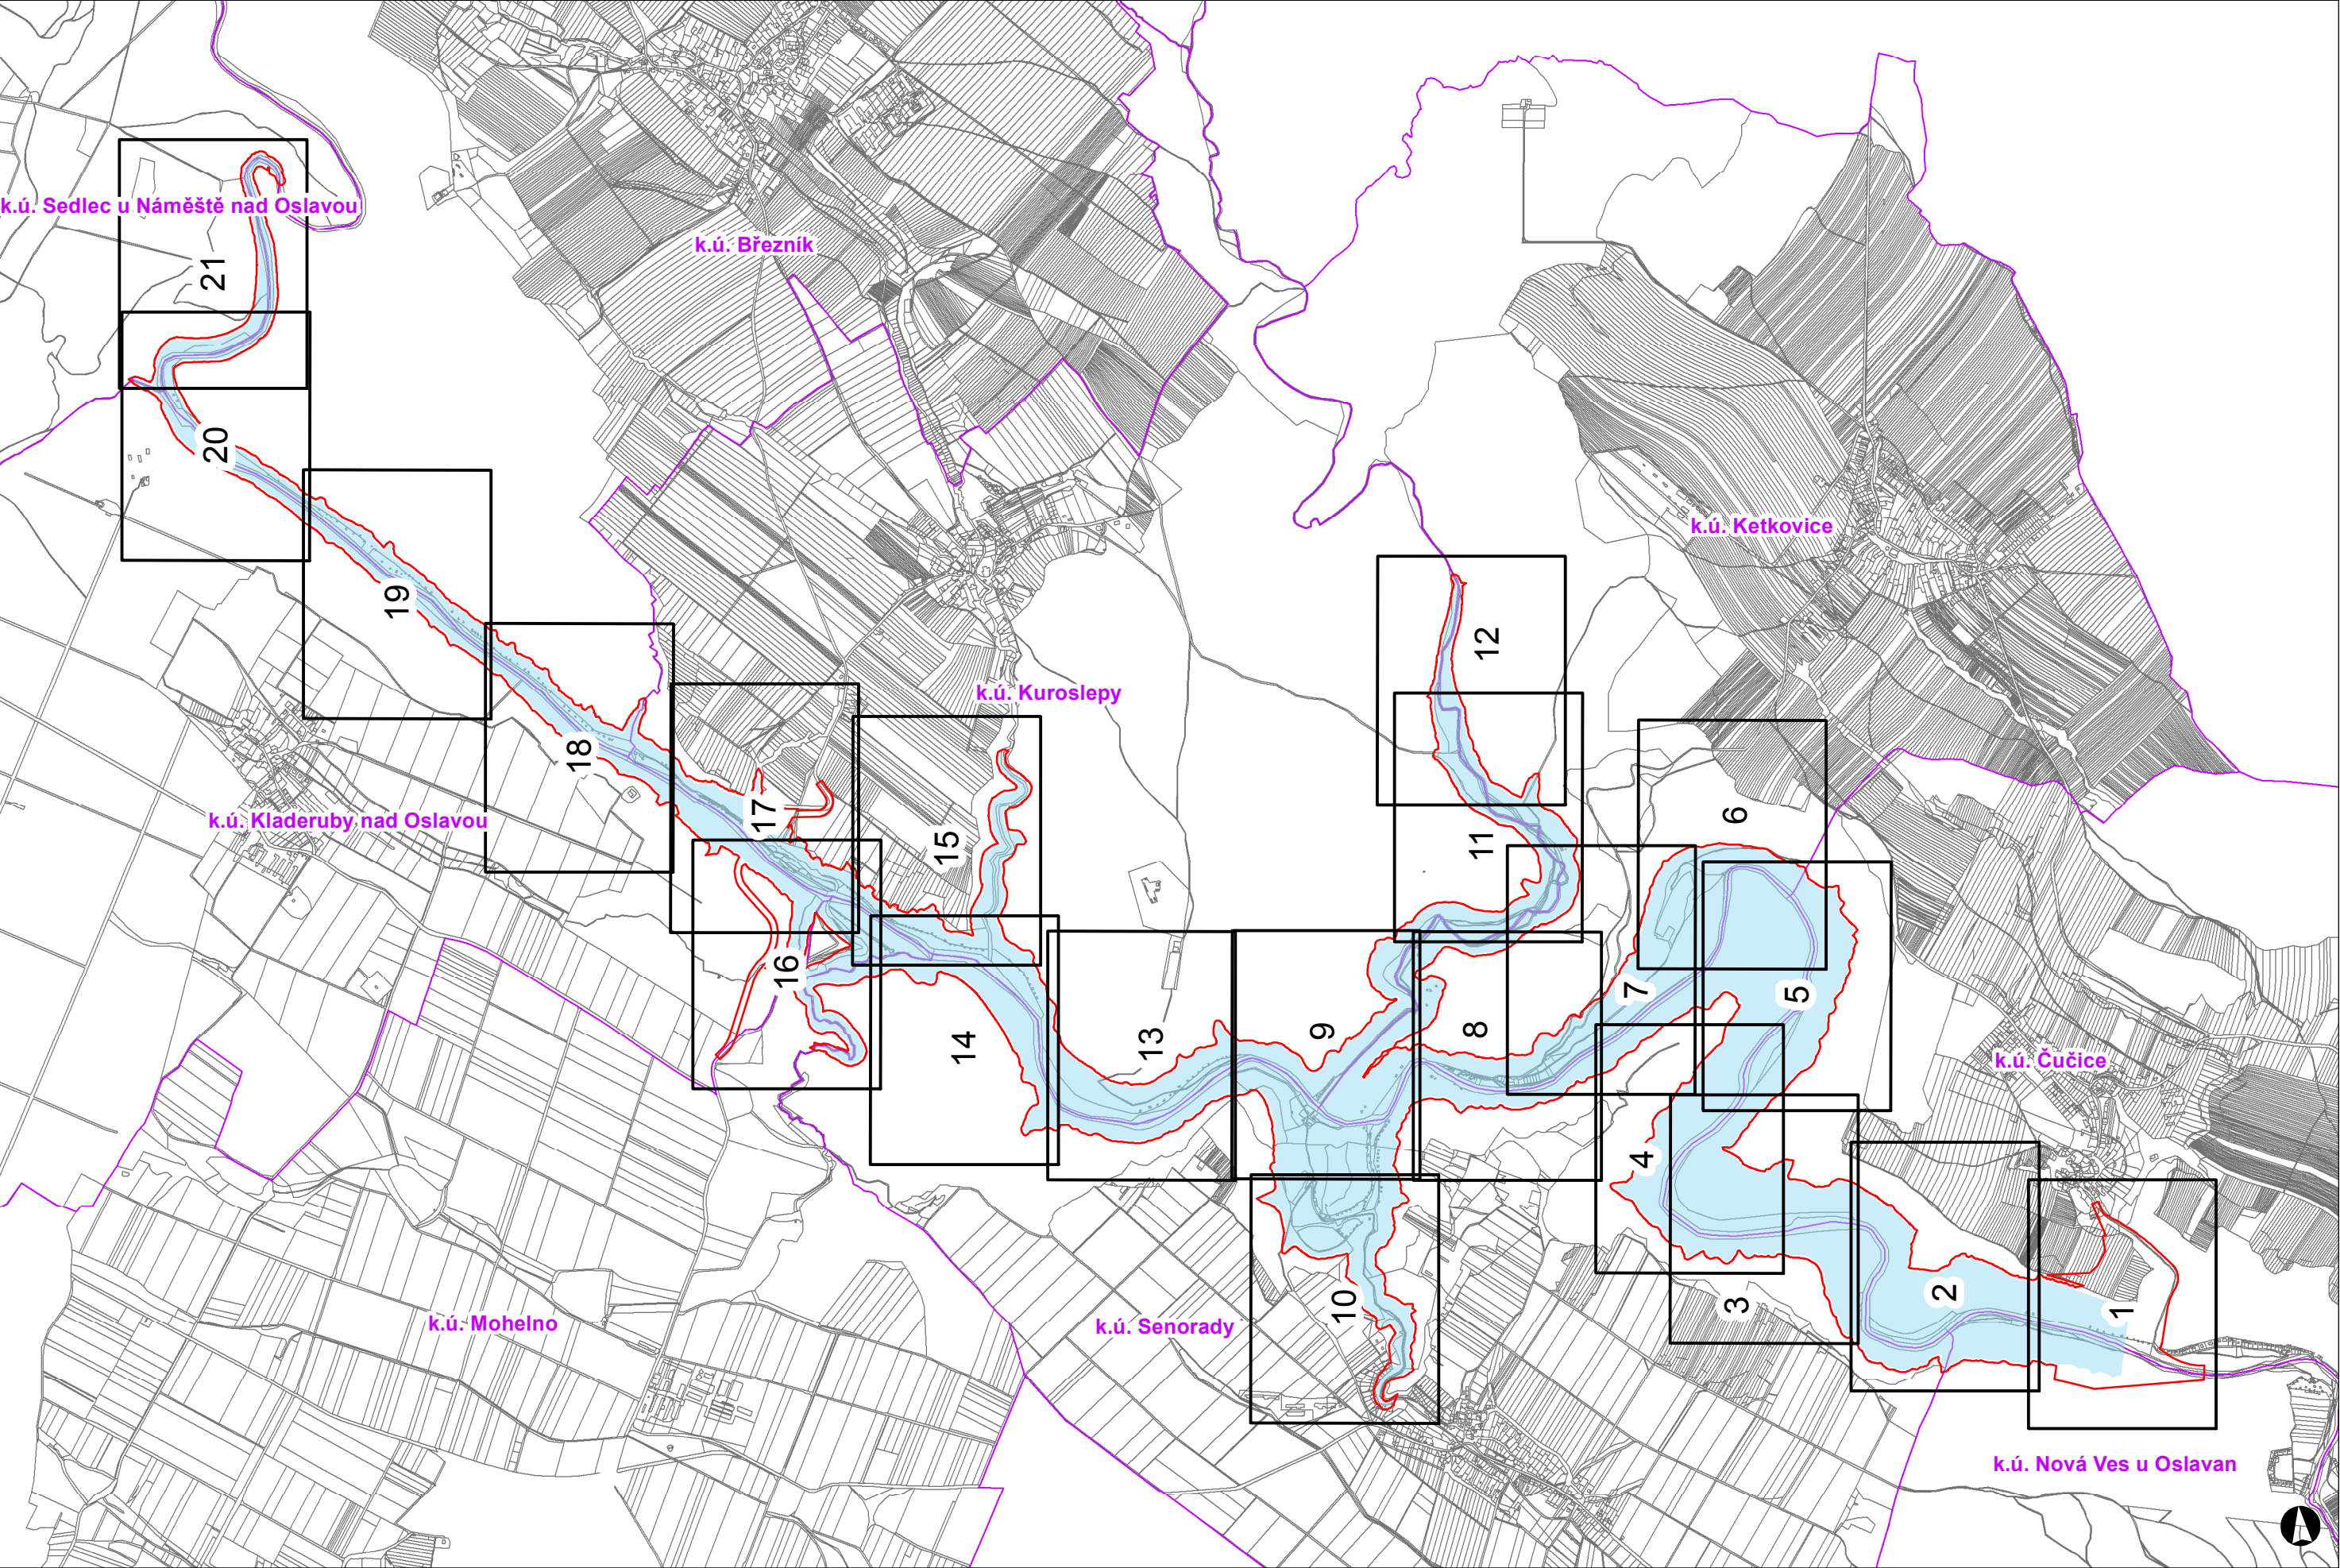 k.ú. Sedlec u Náměště nad Oslavou
k.ú. Březník
21
20
k.ú. Ketkovice
19
12
k.ú. Kuroslepy
18
17
k.ú. Kladeruby nad Oslavou
6
11
15
16
7
5
8
9
13
14
k.ú. Čučice
4
2
3
10
1
k.ú. Mohelno
k.ú. Senorady
k.ú. Nová Ves u Oslavan